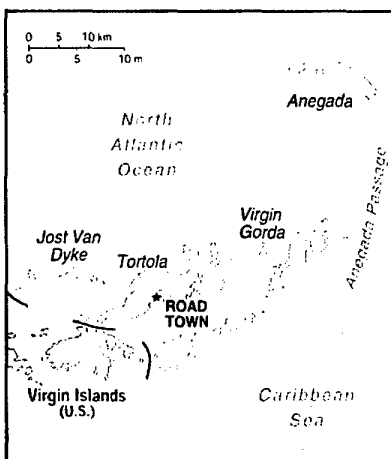 0 5 10 km
0 5 10 m
Anegada
North
Atlantic
Ocean
Anegada Passage
Virgin
Gorda
Jost Van
Dyke
Tortola
ROAD
TOWN
Virgin Islands
(U.S.)
Caribbean
Sea